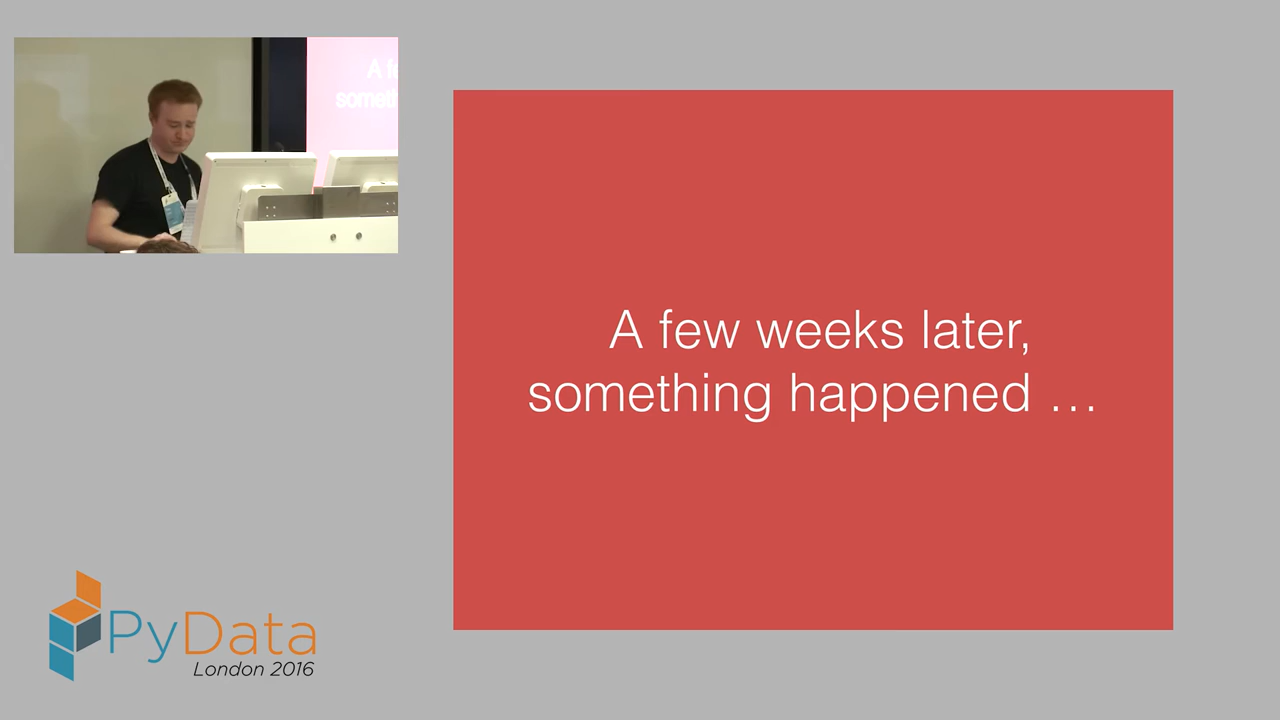 A few weeks later,
something happened …
PyData
London 2016